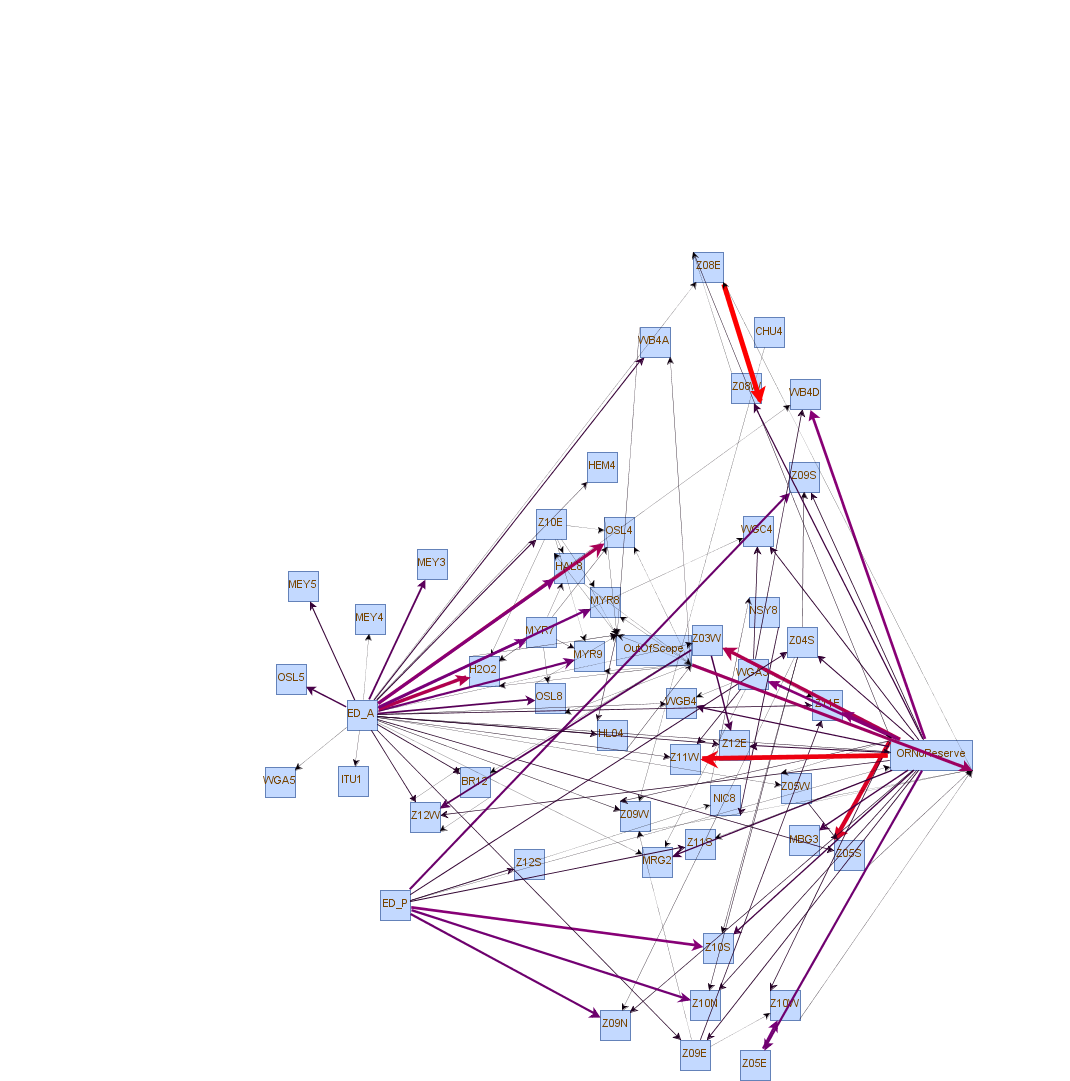 Z08E
CHU4
WB4A
Z08W
WB4D
HEM4
Z09S
Z10E
OSL4
WGC4
MEY3
HAL8
MEY5
MYR8
NSY8
MEY4
MYR7
Z03W
Z04S
OutOfScope
MYR9
H2O2
WGA3
OSL5
OSL8
WGB4
ED_A
HL04
Z12E
ORNoReserve
Z11W
WGA5
ITU1
BR12
Z05W
NIC8
Z12W
Z09W
MBG3
Z11S
Z05S
MRG2
Z12S
ED_P
Z10S
Z10N
Z10W
Z09N
Z09E
Z05E